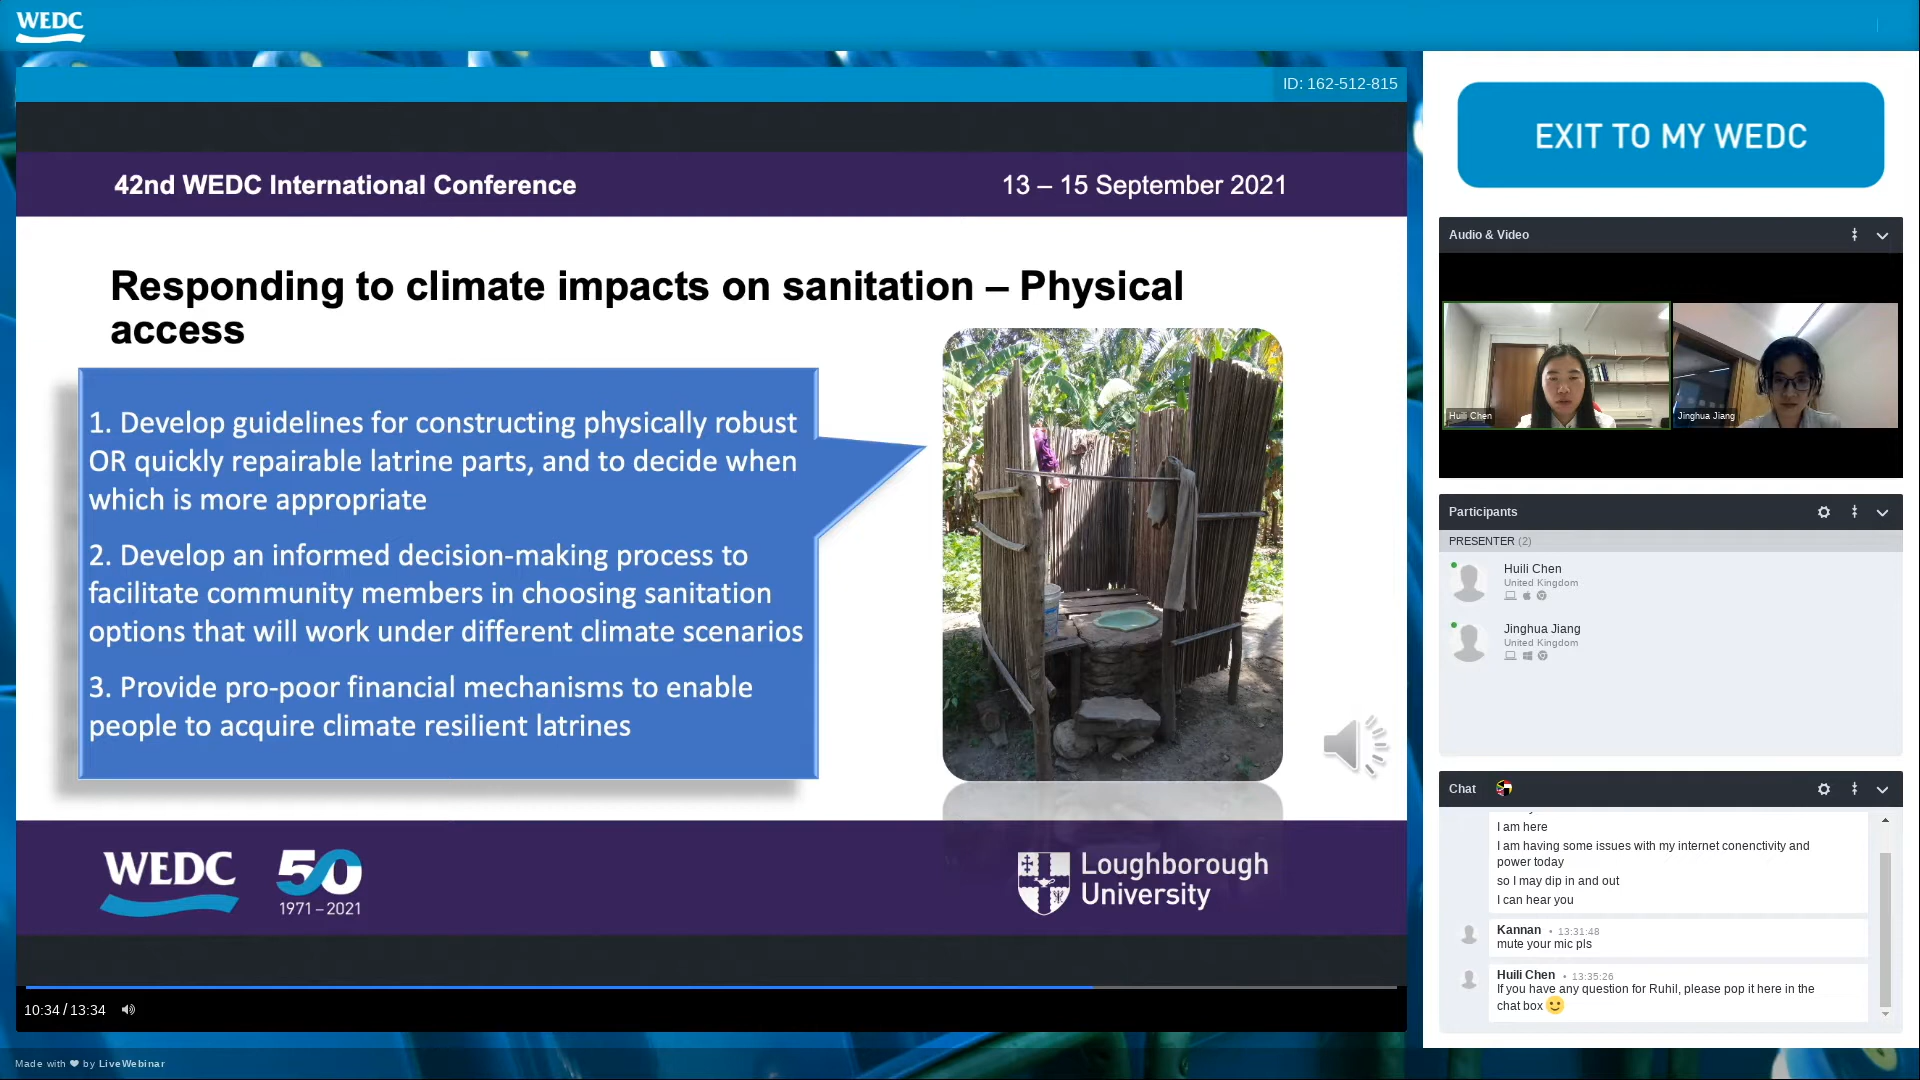 WEDC
ID: 162-512-815
42nd WEDC International Conference
13 – 15 September 2021
Responding to climate impacts on sanitation – Physical
access
1. Develop guidelines for constructing physically robust
OR quickly repairable latrine parts, and to decide when
which is more appropriate
2. Develop an informed decision-making process to
facilitate community members in choosing sanitation
options that will work under different climate scenarios
3. Provide pro-poor financial mechanisms to enable
people to acquire climate resilient latrines
WEDC
50
1971 – 2021
Loughborough
University
10:34 / 13:34
Made with ❤ by LiveWebinar
EXIT TO MY WEDC
Audio & Video
Huili Chen
Jinghua Jiang
Participants
PRESENTER (2)
Huili Chen
United Kingdom
Jinghua Jiang
United Kingdom
Chat
I am here
I am having some issues with my internet conenctivity and
power today
so I may dip in and out
I can hear you
Kannan • 13:31:48
mute your mic pls
Huili Chen • 13:35:26
If you have any question for Ruhil, please pop it here in the
chat box 🙂